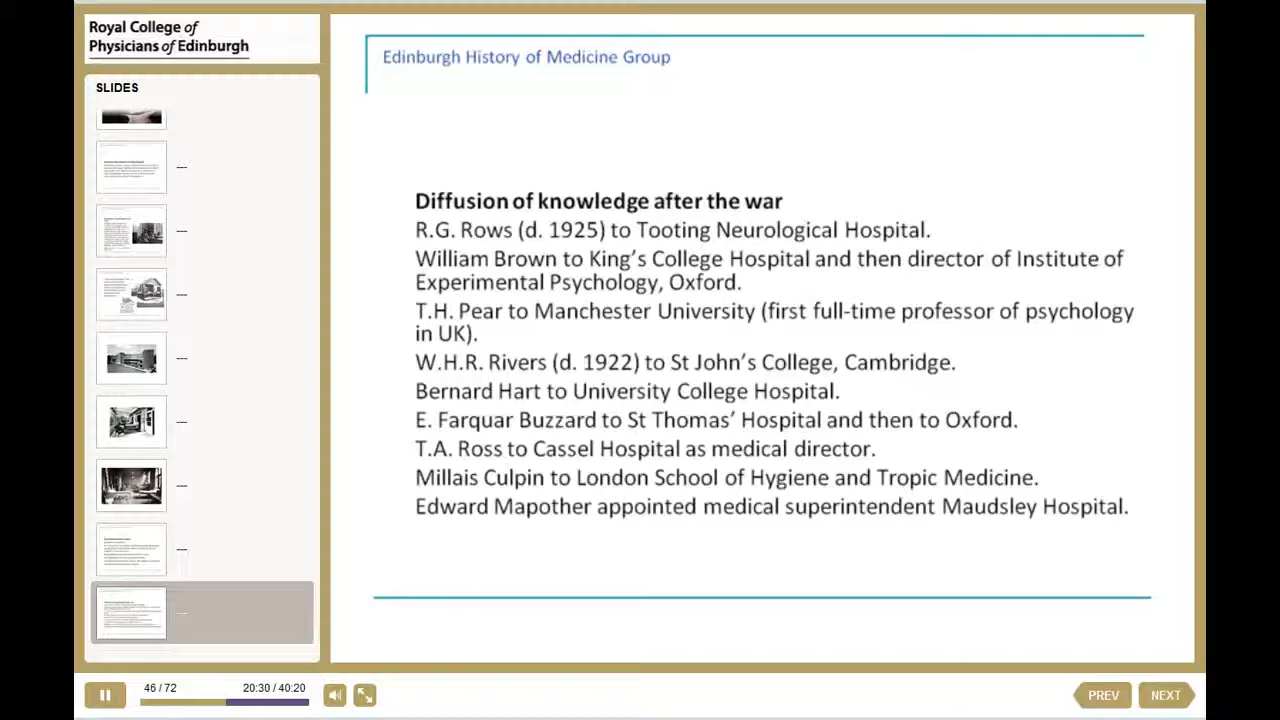 Royal College of
Physicians of Edinburgh
SLIDES
Edinburgh History of Medicine Group
Diffusion of knowledge after the war
R.G. Rows (d. 1925) to Tooting Neurological Hospital.
William Brown to King's College Hospital and then director of Institute of
Experimental Psychology, Oxford.
T.H. Pear to Manchester University (first full-time professor of psychology
in UK).
W.H.R. Rivers (d. 1922) to St John's College, Cambridge.
Bernard Hart to University College Hospital.
E. Farquar Buzzard to St Thomas' Hospital and then to Oxford.
T.A. Ross to Cassel Hospital as medical director.
Millais Culpin to London School of Hygiene and Tropic Medicine.
Edward Mapother appointed medical superintendent Maudsley Hospital.
46 / 72
20:30 / 40:20
PREV
NEXT